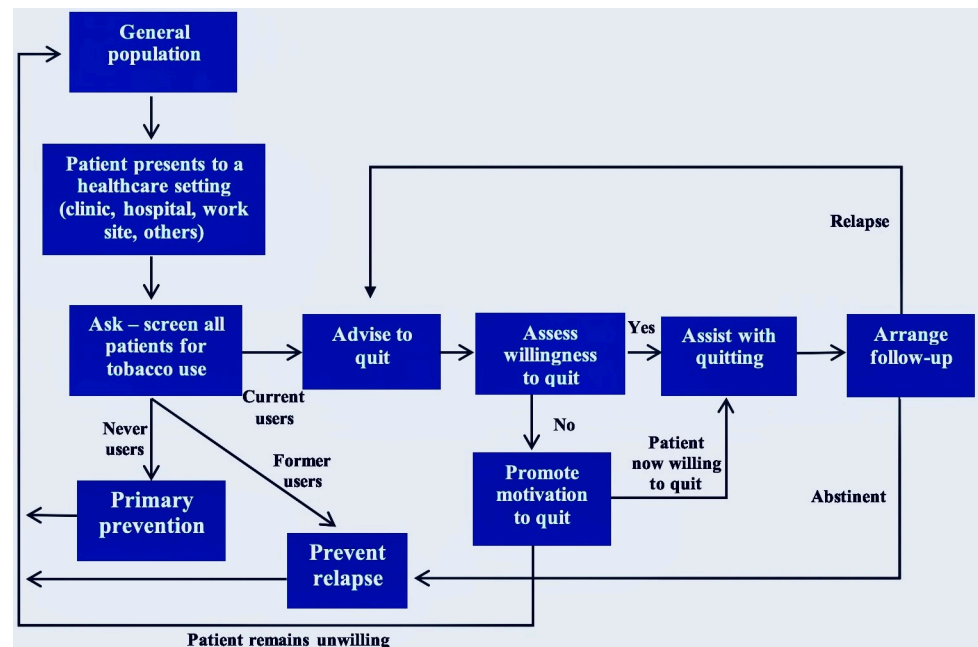 General
population
Patient presents to a
healthcare setting
(clinic, hospital, work
site, others)
Relapse
Ask – screen all
patients for
tobacco use
Current
users
Advise to
quit
Assess
willingness
to quit
Yes
Assist with
quitting
Arrange
follow-up
No
Never
users
Former
users
Patient
now willing
to quit
Promote
motivation
to quit
Abstinent
Primary
prevention
Prevent
relapse
Patient remains unwilling